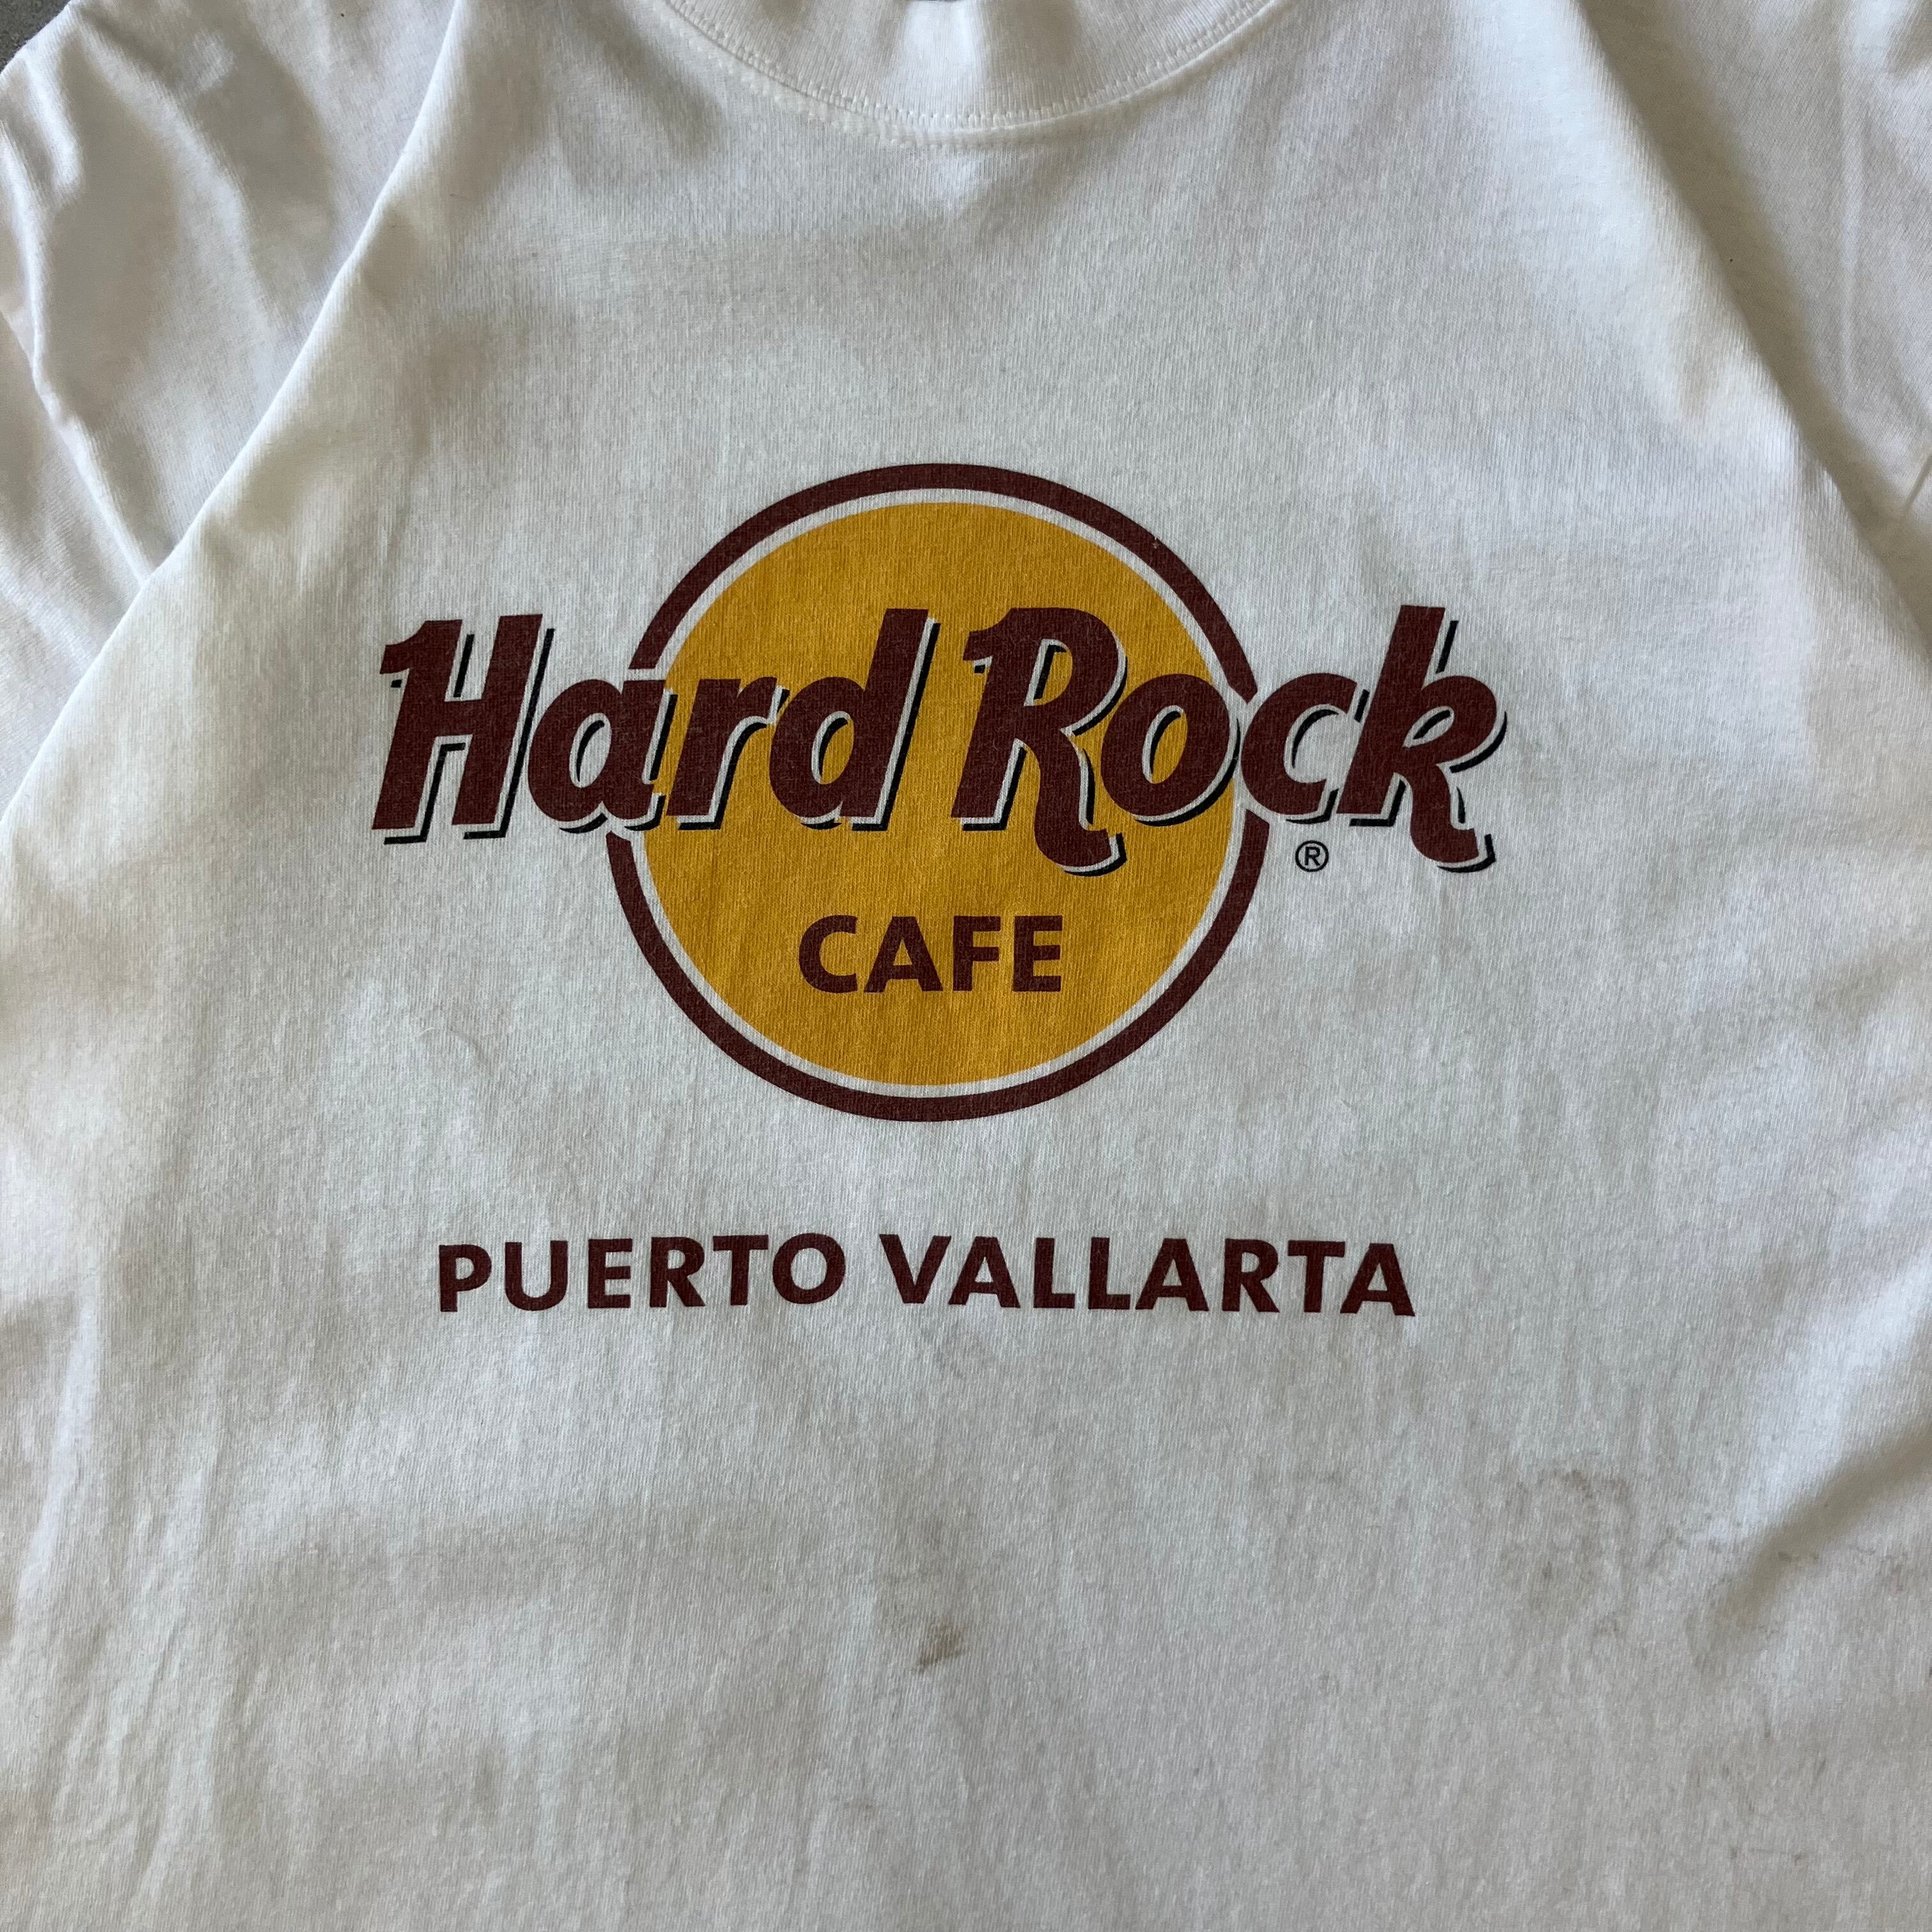 Hard Rock
®
CAFE
PUERTO VALLARTA